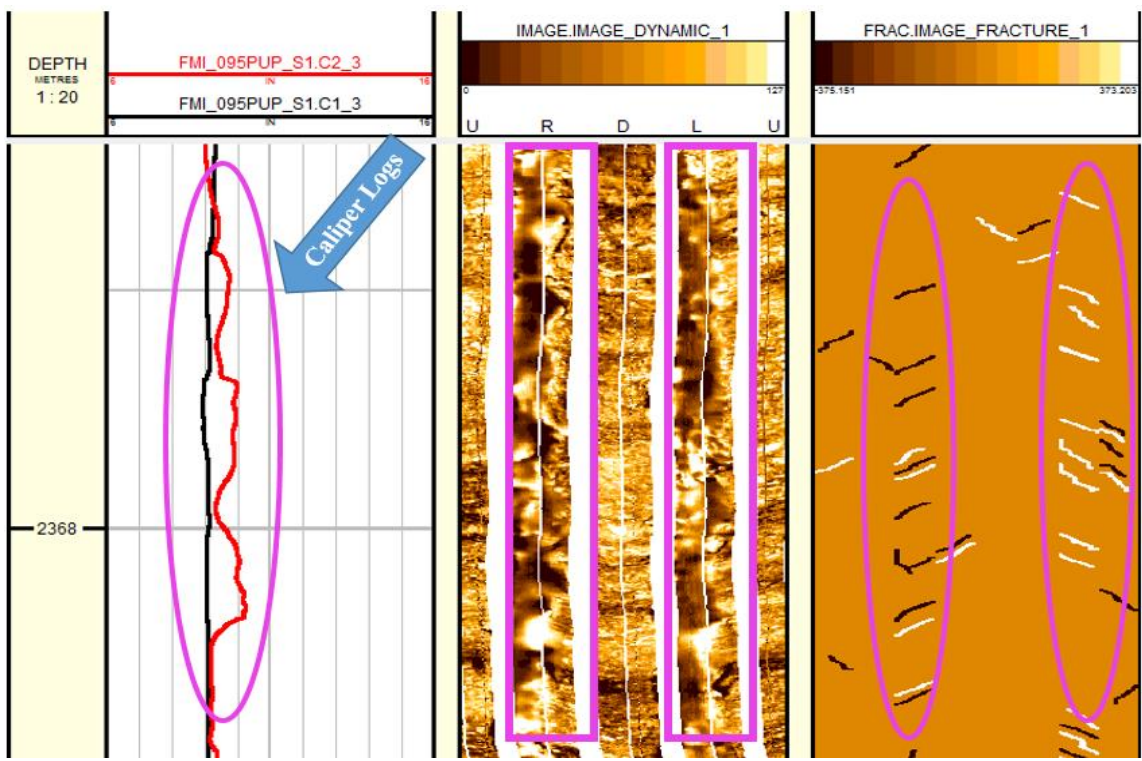 DEPTH
METRES
1 : 20
FMI_095PUP_S1.C2_3
6 IN 16
FMI_095PUP_S1.C1_3
6 IN 16
IMAGE.IMAGE_DYNAMIC_1
0 127
U R D L U
FRAC.IMAGE_FRACTURE_1
-375.151 373.203
Caliper Logs
2368